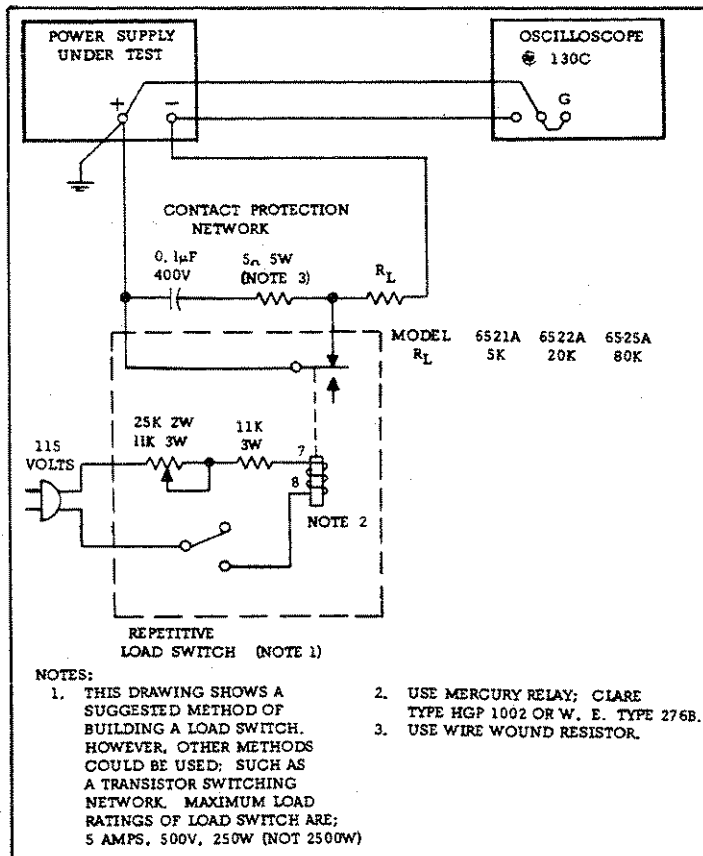 POWER SUPPLY
UNDER TEST
+
-
OSCILLOSCOPE
130C
G
CONTACT PROTECTION
NETWORK
0.1μF
400V
5Ω 5W
(NOTE 3)
RL
MODEL 6521A 6522A 6525A
RL 5K 20K 80K
115
VOLTS
25K 2W
11K 3W
11K
3W
7
8
NOTE 2
REPETITIVE
LOAD SWITCH (NOTE 1)
NOTES:
1. THIS DRAWING SHOWS A
SUGGESTED METHOD OF
BUILDING A LOAD SWITCH.
HOWEVER, OTHER METHODS
COULD BE USED; SUCH AS
A TRANSISTOR SWITCHING
NETWORK. MAXIMUM LOAD
RATINGS OF LOAD SWITCH ARE;
5 AMPS, 500V, 250W (NOT 2500W)
2. USE MERCURY RELAY; CLARE
TYPE HGP 1002 OR W. E. TYPE 276B.
3. USE WIRE WOUND RESISTOR.